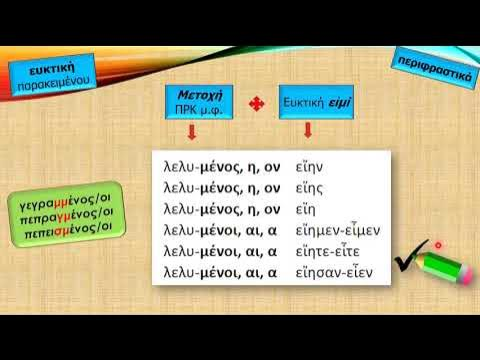 ευκτική
παρακειμένου
περιφραστικά
Μετοχή
ΠΡΚ μ.φ.
Ευκτική είμί
λελυ-μένος, η, ον εἴην
λελυ-μένος, η, ον εἴης
λελυ-μένος, η, ον εἴη
λελυ-μένοι, αι, α εἴημεν-εἶμεν
λελυ-μένοι, αι, α εἴητε-εἶτε
λελυ-μένοι, αι, α εἴησαν-εἶεν
γεγραμμένος/οι
πεπραγμένος/οι
πεπεισμένος/οι